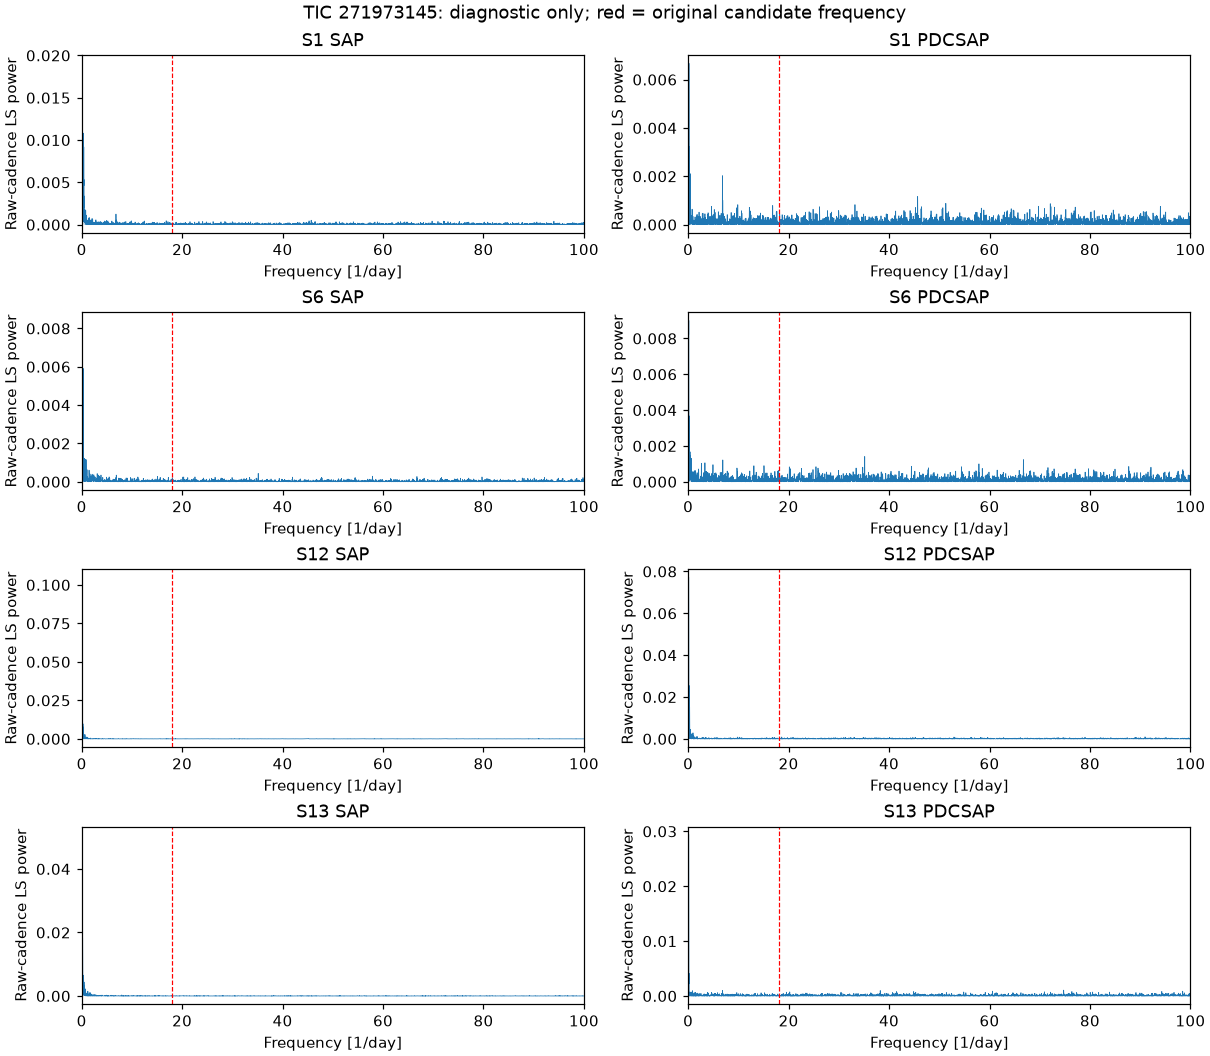 TIC 271973145: diagnostic only; red = original candidate frequency
S1 SAP
Raw-cadence LS power
0.020
0.015
0.010
0.005
0.000
0 20 40 60 80 100
Frequency [1/day]
S1 PDCSAP
Raw-cadence LS power
0.006
0.004
0.002
0.000
0 20 40 60 80 100
Frequency [1/day]
S6 SAP
Raw-cadence LS power
0.008
0.006
0.004
0.002
0.000
0 20 40 60 80 100
Frequency [1/day]
S6 PDCSAP
Raw-cadence LS power
0.008
0.006
0.004
0.002
0.000
0 20 40 60 80 100
Frequency [1/day]
S12 SAP
Raw-cadence LS power
0.100
0.075
0.050
0.025
0.000
0 20 40 60 80 100
Frequency [1/day]
S12 PDCSAP
Raw-cadence LS power
0.08
0.06
0.04
0.02
0.00
0 20 40 60 80 100
Frequency [1/day]
S13 SAP
Raw-cadence LS power
0.04
0.02
0.00
0 20 40 60 80 100
Frequency [1/day]
S13 PDCSAP
Raw-cadence LS power
0.03
0.02
0.01
0.00
0 20 40 60 80 100
Frequency [1/day]